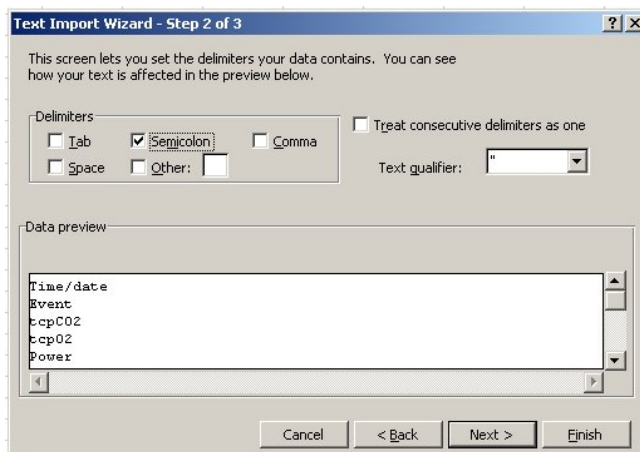 Text Import Wizard - Step 2 of 3
This screen lets you set the delimiters your data contains. You can see
how your text is affected in the preview below.
Delimiters
Tab
Semicolon
Comma
Space
Other:
Treat consecutive delimiters as one
Text qualifier: "
Data preview
Time/date
Event
tcpCO2
tcpO2
Power
Cancel
< Back
Next >
Finish